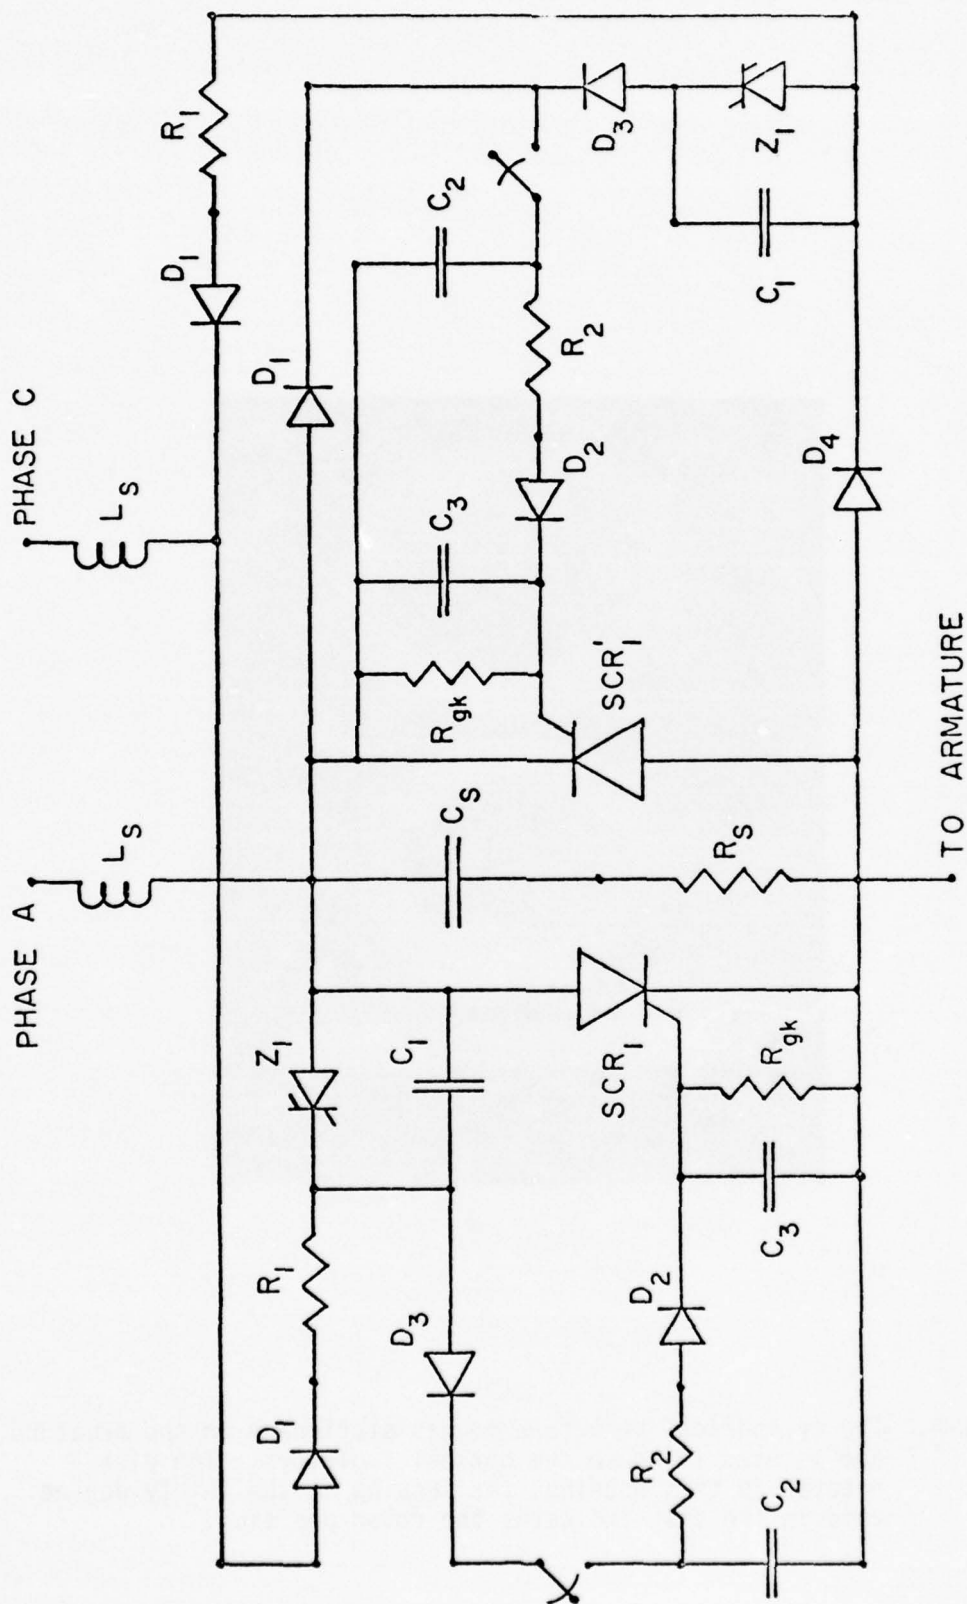 PHASE A
PHASE C
L_S
L_S
D_1
R_1
D_1
R_1
Z_1
D_1
D_3
C_1
C_S
R_gk
C_3
C_2
D_2
R_2
SCR_1
SCR'_1
D_3
R_2
D_2
R_S
C_2
C_3
R_gk
C_1
Z_1
D_4
TO ARMATURE